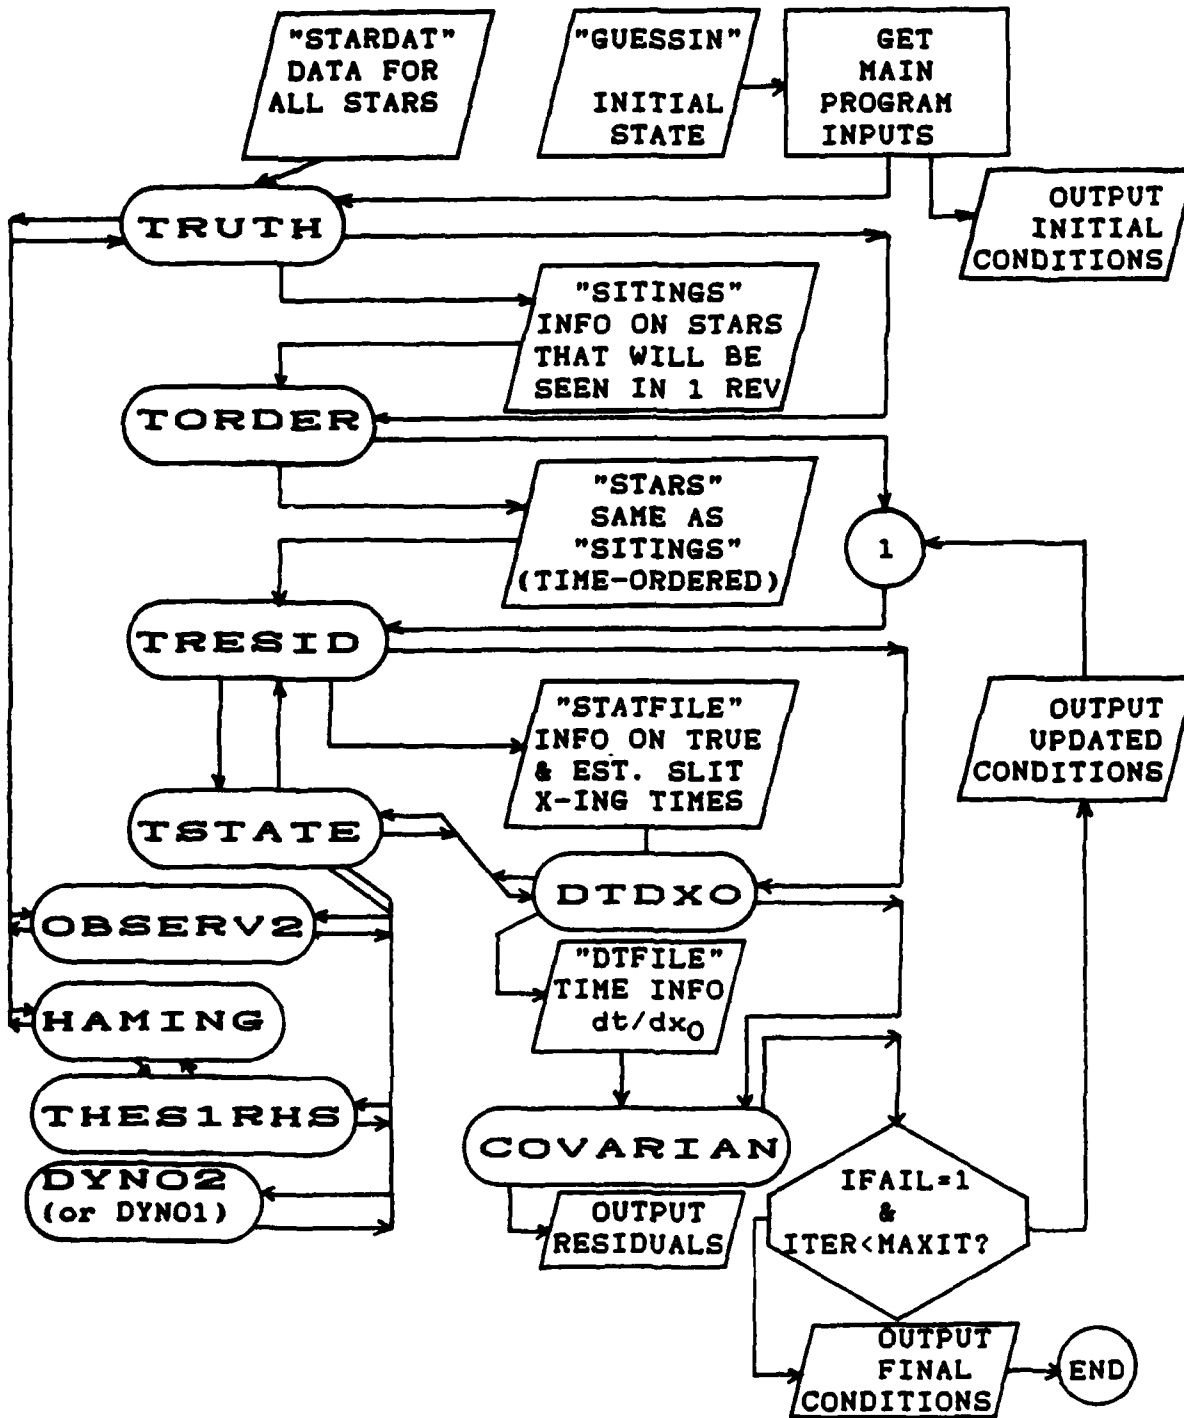 "STARDAT"
DATA FOR
ALL STARS
"GUESSIN"
INITIAL
STATE
GET
MAIN
PROGRAM
INPUTS
OUTPUT
INITIAL
CONDITIONS
TRUTH
"SITINGS"
INFO ON STARS
THAT WILL BE
SEEN IN 1 REV
TORDER
"STARS"
SAME AS
"SITINGS"
(TIME-ORDERED)
1
TRESID
"STATFILE"
INFO ON TRUE
& EST. SLIT
X-ING TIMES
OUTPUT
UPDATED
CONDITIONS
TSTATE
DTDXO
OBSERV2
"DTFILE"
TIME INFO
dt/dx0
HAMING
THES1RHS
COVARIAN
DYNO2
(or DYNO1)
OUTPUT
RESIDUALS
IFAIL=1
&
ITER<MAXIT?
OUTPUT
FINAL
CONDITIONS
END